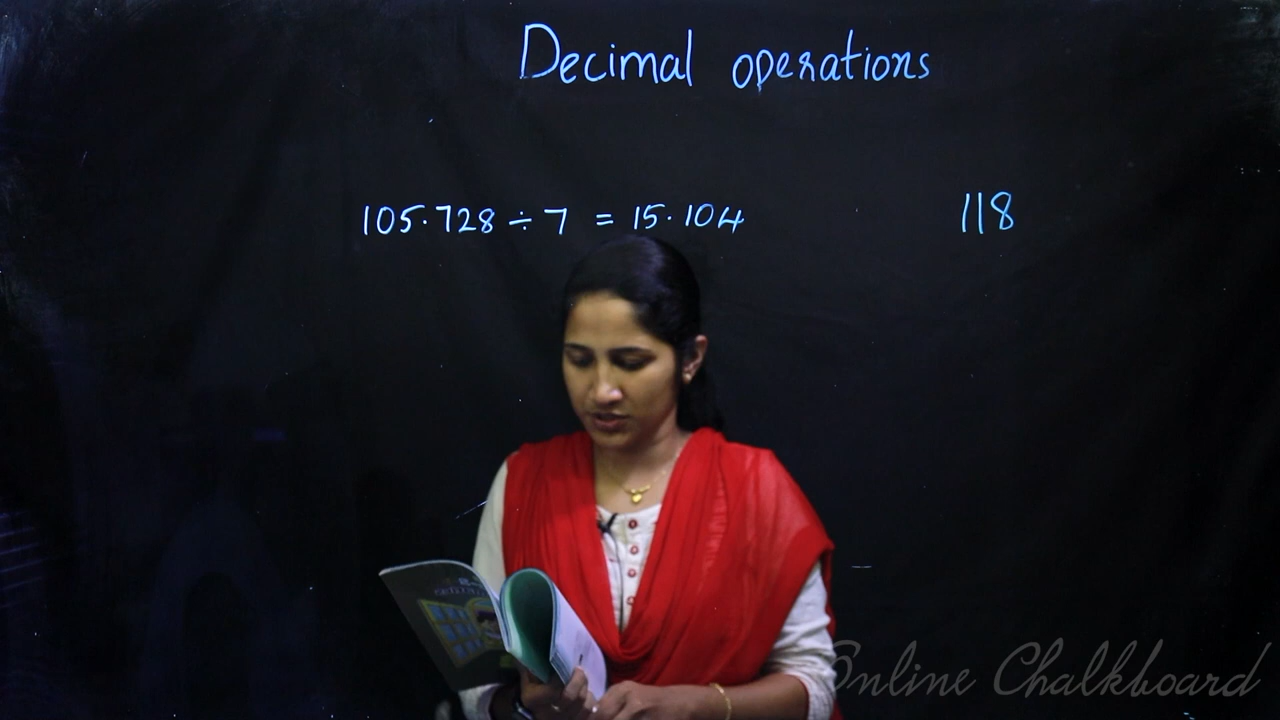 Decimal operations
105.728 ÷ 7 = 15.104
118
Online Chalkboard